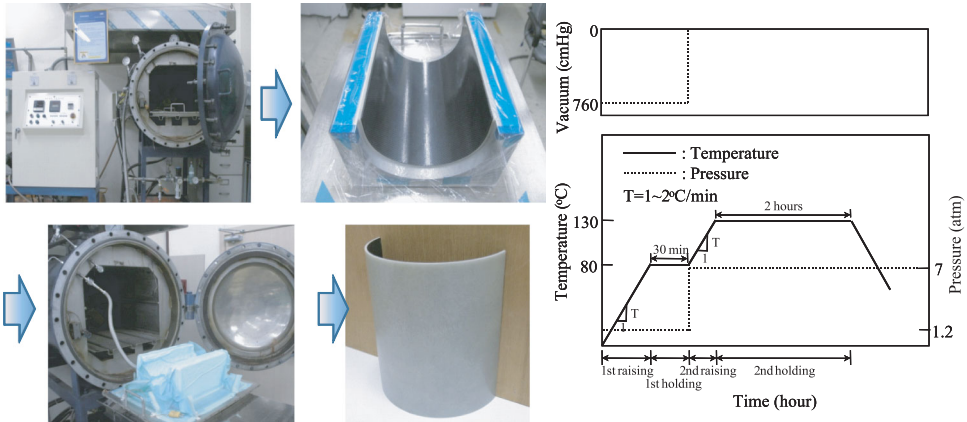 0
760
Vacuum (cmHg)
: Temperature
: Pressure
T=1~2°C/min
2 hours
130
T
1
30 min
80
7
T
1
1.2
Temperature (°C)
Pressure (atm)
1st raising
2nd raising
2nd holding
1st holding
Time (hour)